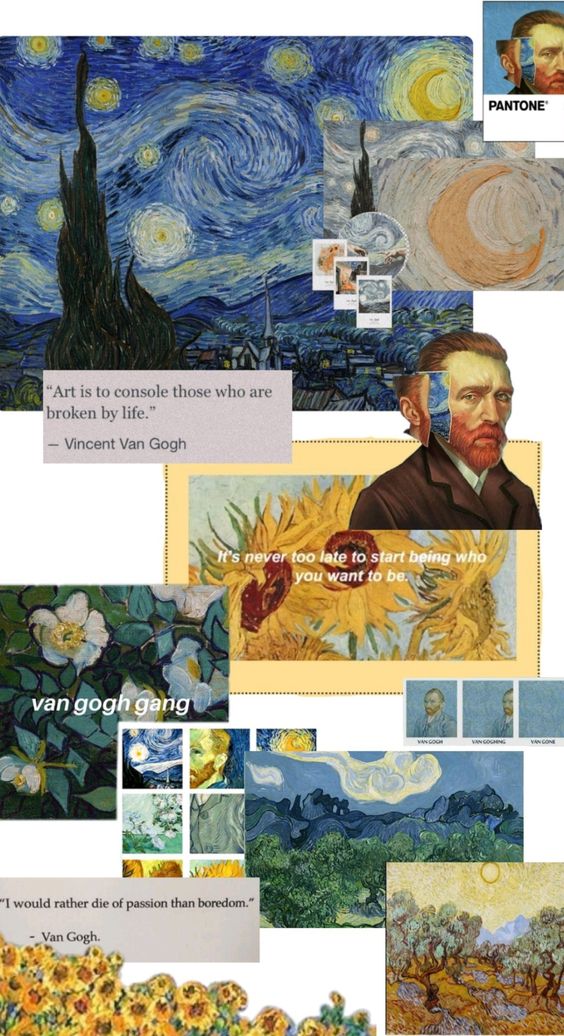 PANTONE®
“Art is to console those who are
broken by life.”
— Vincent Van Gogh
It's never too late to start being who
you want to be.
van gogh gang
VAN GOGH
VAN GOGHING
VAN GONE
"I would rather die of passion than boredom."
- Van Gogh.